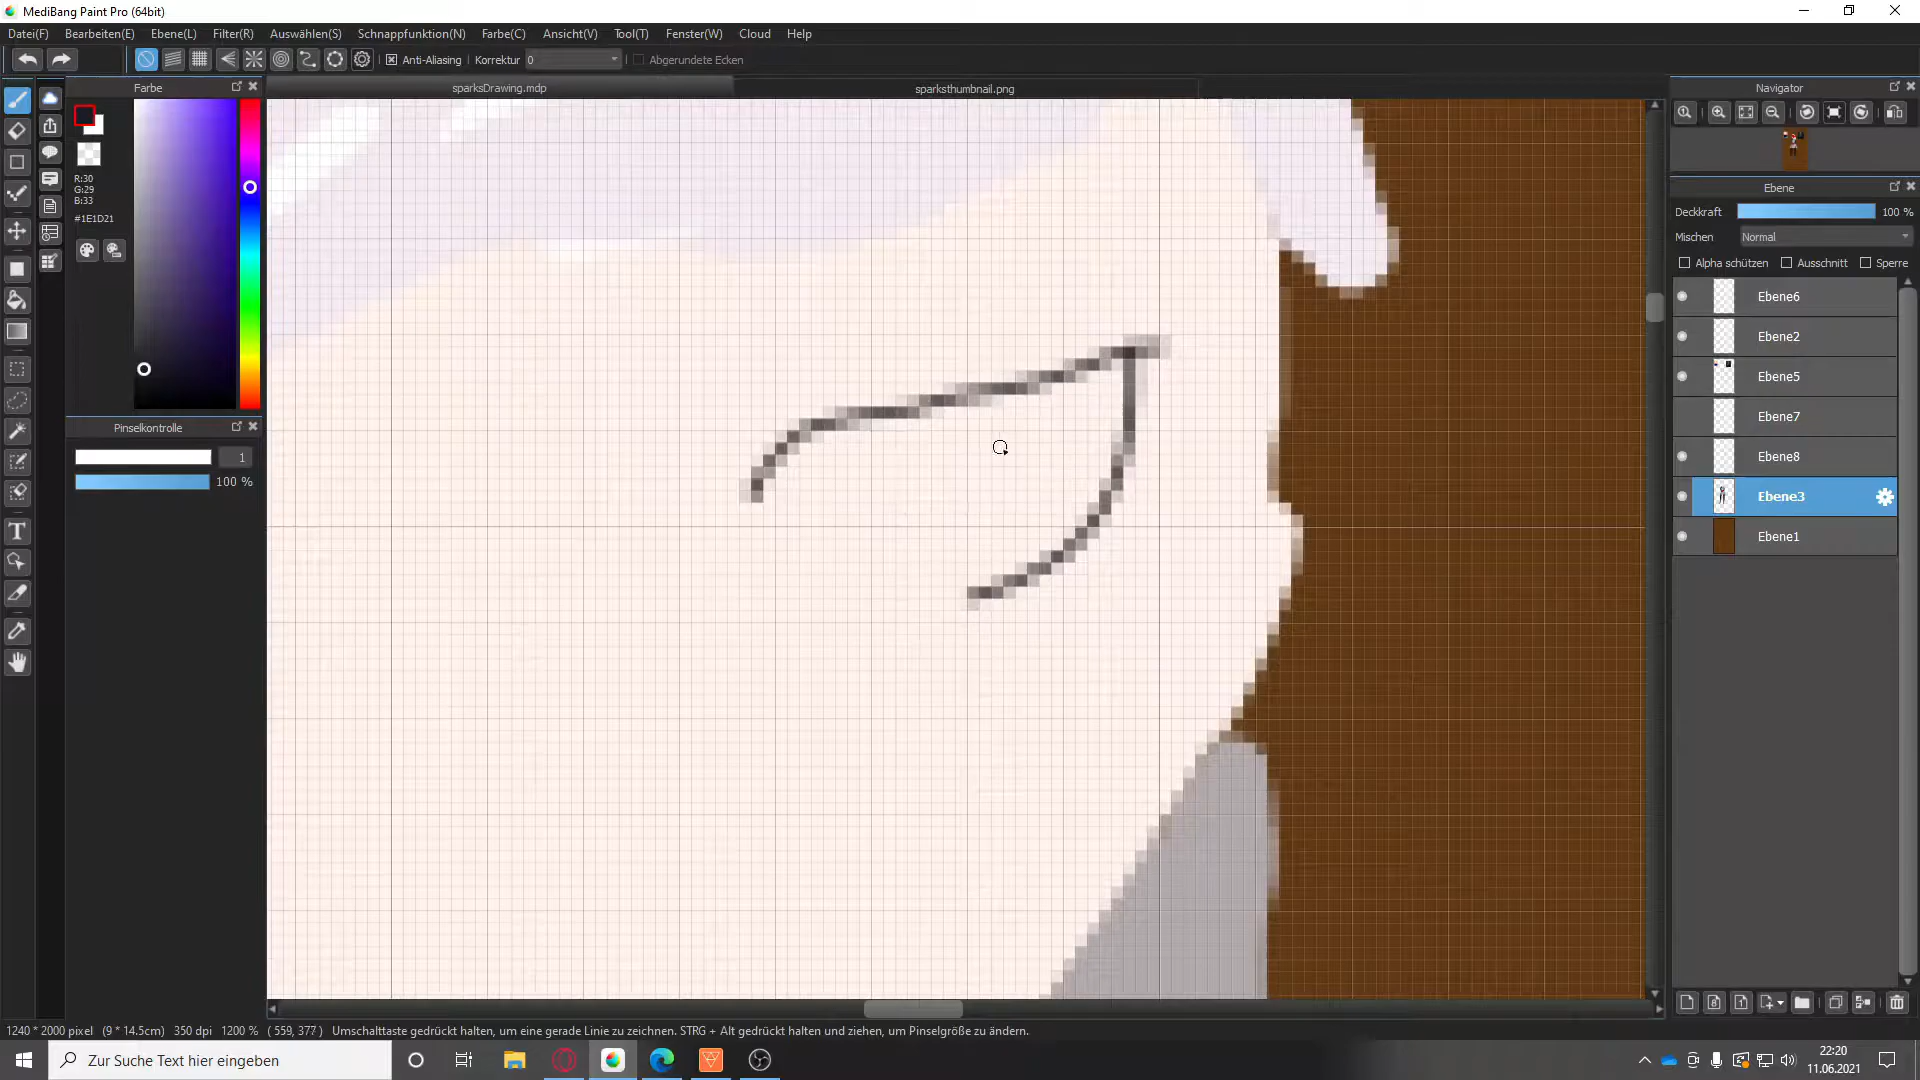 MediBang Paint Pro (64bit)
Datei(F) Bearbeiten(E) Ebene(L) Filter(R) Auswählen(S) Schnappfunktion(N) Farbe(C) Ansicht(V) Tool(T) Fenster(W) Cloud Help
Anti-Aliasing Korrektur 0 Abgerundete Ecken
Farbe
sparksDrawing.mdp
sparksthumbnail.png
Navigator
R:30
G:29
B:33
#1E1D21
Pinselkontrolle
1
100 %
T
Ebene
Deckkraft 100 %
Mischen Normal
Alpha schützen Ausschnitt Sperre
Ebene6
Ebene2
Ebene5
Ebene7
Ebene8
Ebene3
Ebene1
1240 * 2000 pixel (9 * 14.5cm) 350 dpi 1200 % ( 559, 377 ) Umschalttaste gedrückt halten, um eine gerade Linie zu zeichnen. STRG + Alt gedrückt halten und ziehen, um Pinselgröße zu ändern.
Zur Suche Text hier eingeben
22:20
11.06.2021